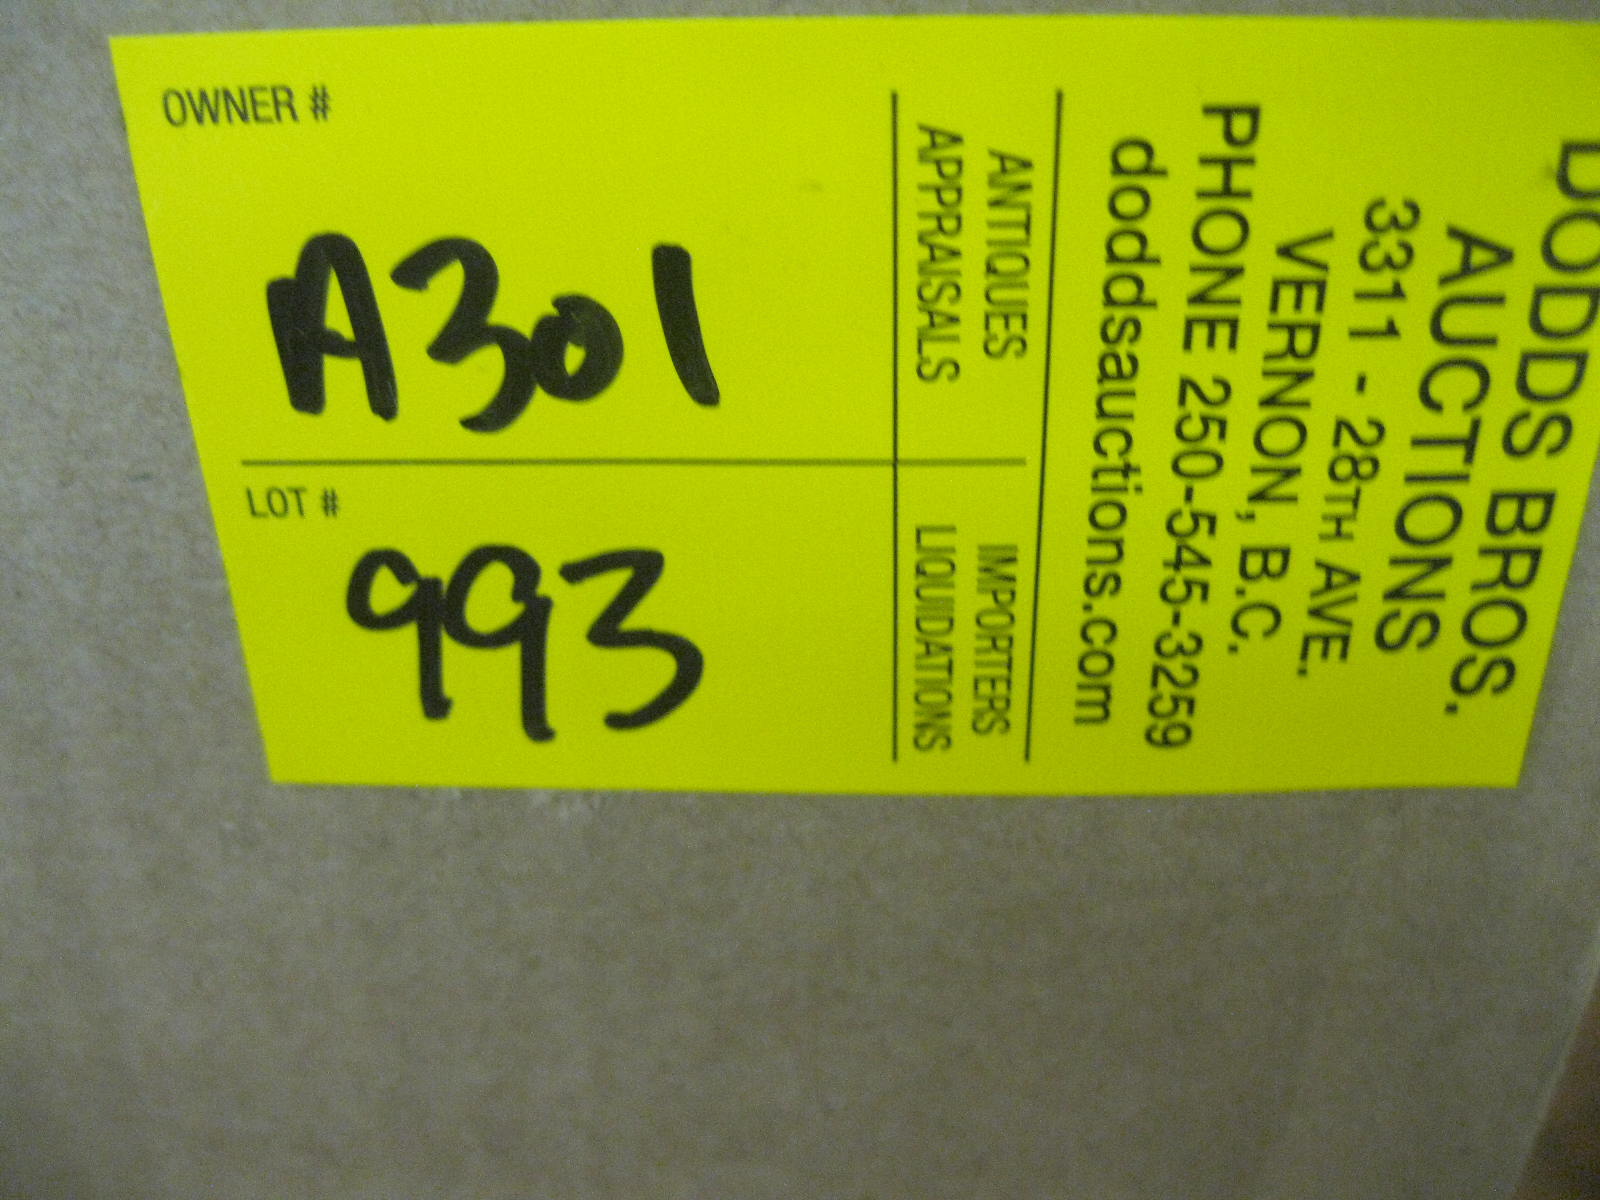 OWNER #
A301
LOT #
993
DODDS BROS.
AUCTIONS
3311 - 28TH AVE.
VERNON, B.C.
PHONE 250-545-3259
doddsauctions.com
ANTIQUES IMPORTERS
APPRAISALS LIQUIDATIONS